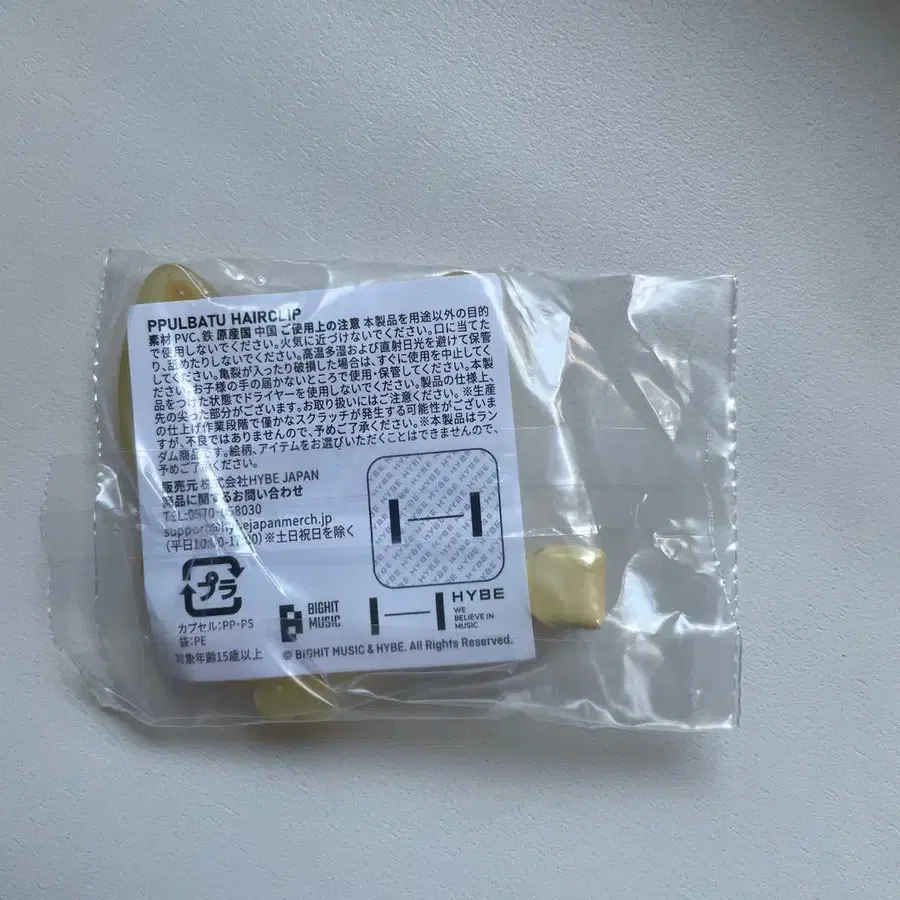 PPULBATU HAIRCLIP
素材 PVC、鉄 原産国 中国 ご使用上の注意 本製品を用途以外の目的
で使用しないでください。火気に近づけないでください。口に当てた
り、舐めたりしないでください。高温多湿および直射日光を避けて保管
してください。亀裂が入ったり破損した場合は、すぐに使用を中止してく
ださい。お子様の手の届かないところで使用・保管してください。本製
品をつけた状態でドライヤーを使用しないでください。製品の仕様上、
先の尖った部分がございます。お取り扱いにはご注意ください。※生産
の仕上げ作業段階で僅かなスクラッチが発生する可能性がございま
すが、不良ではありませんので、予めご了承ください。※本製品はラン
ダム商品です。絵柄、アイテムをお選びいただくことはできませんので、
予めご了承ください。
販売元 株式会社HYBE JAPAN
商品に関するお問い合わせ
TEL:0570-058030
support@hybejapanmerch.jp
(平日10:00-17:00)※土日祝日を除く
HYBE HYBE HYBE
プラ
カプセル:PP・PS
袋:PE
対象年齢15歳以上
BIGHIT
MUSIC
HYBE
WE
BELIEVE IN
MUSIC
© BIGHIT MUSIC & HYBE. All Rights Reserved.